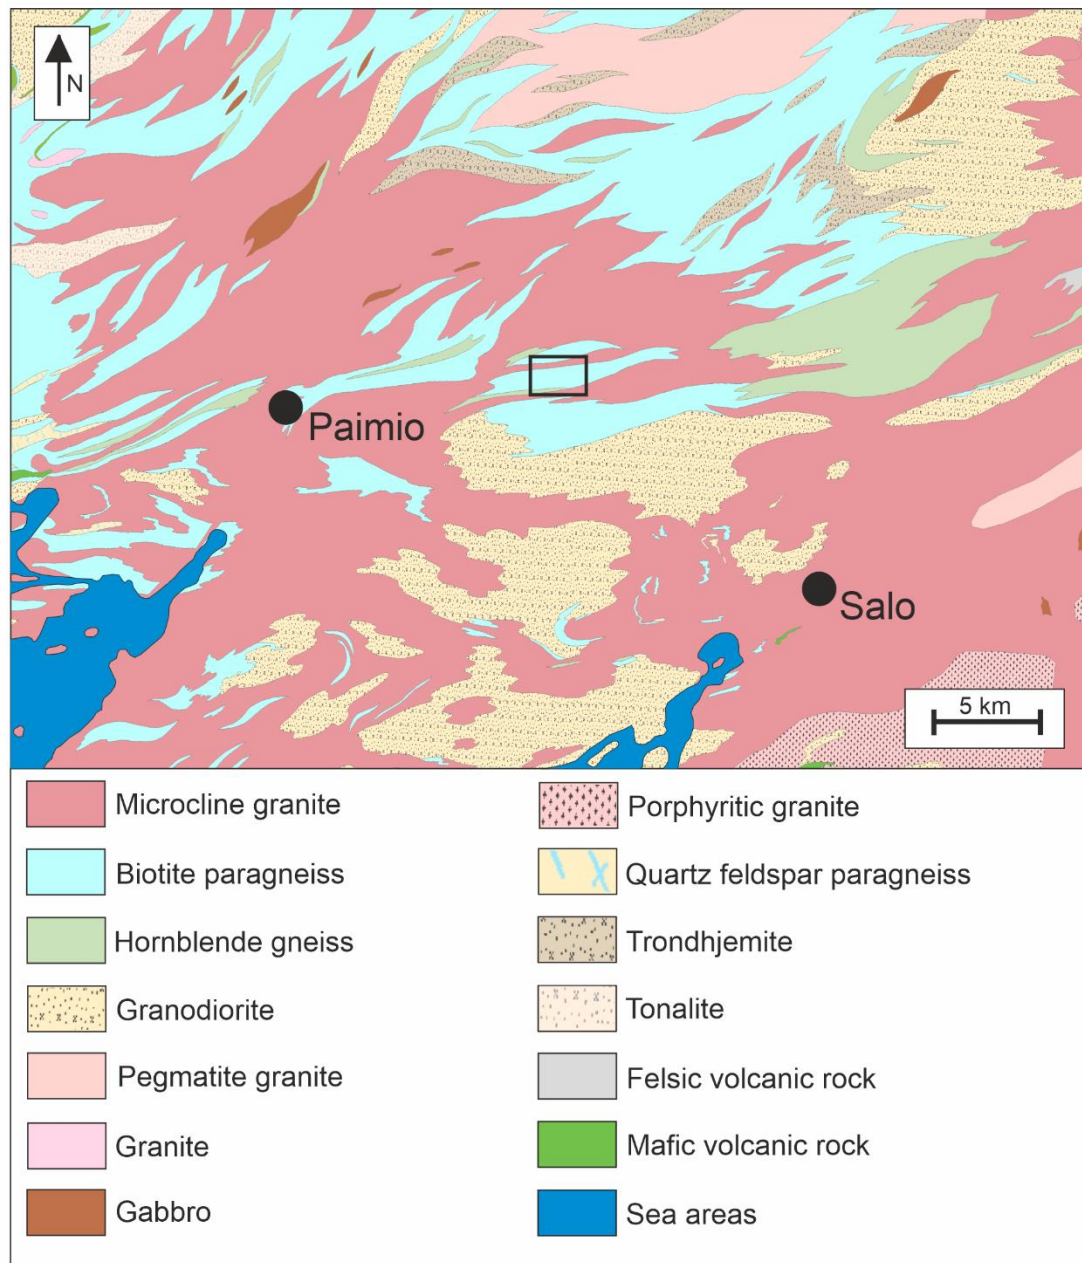 N
Paimio
Salo
5 km
Microcline granite
Biotite paragneiss
Hornblende gneiss
Granodiorite
Pegmatite granite
Granite
Gabbro
Porphyritic granite
Quartz feldspar paragneiss
Trondhjemite
Tonalite
Felsic volcanic rock
Mafic volcanic rock
Sea areas